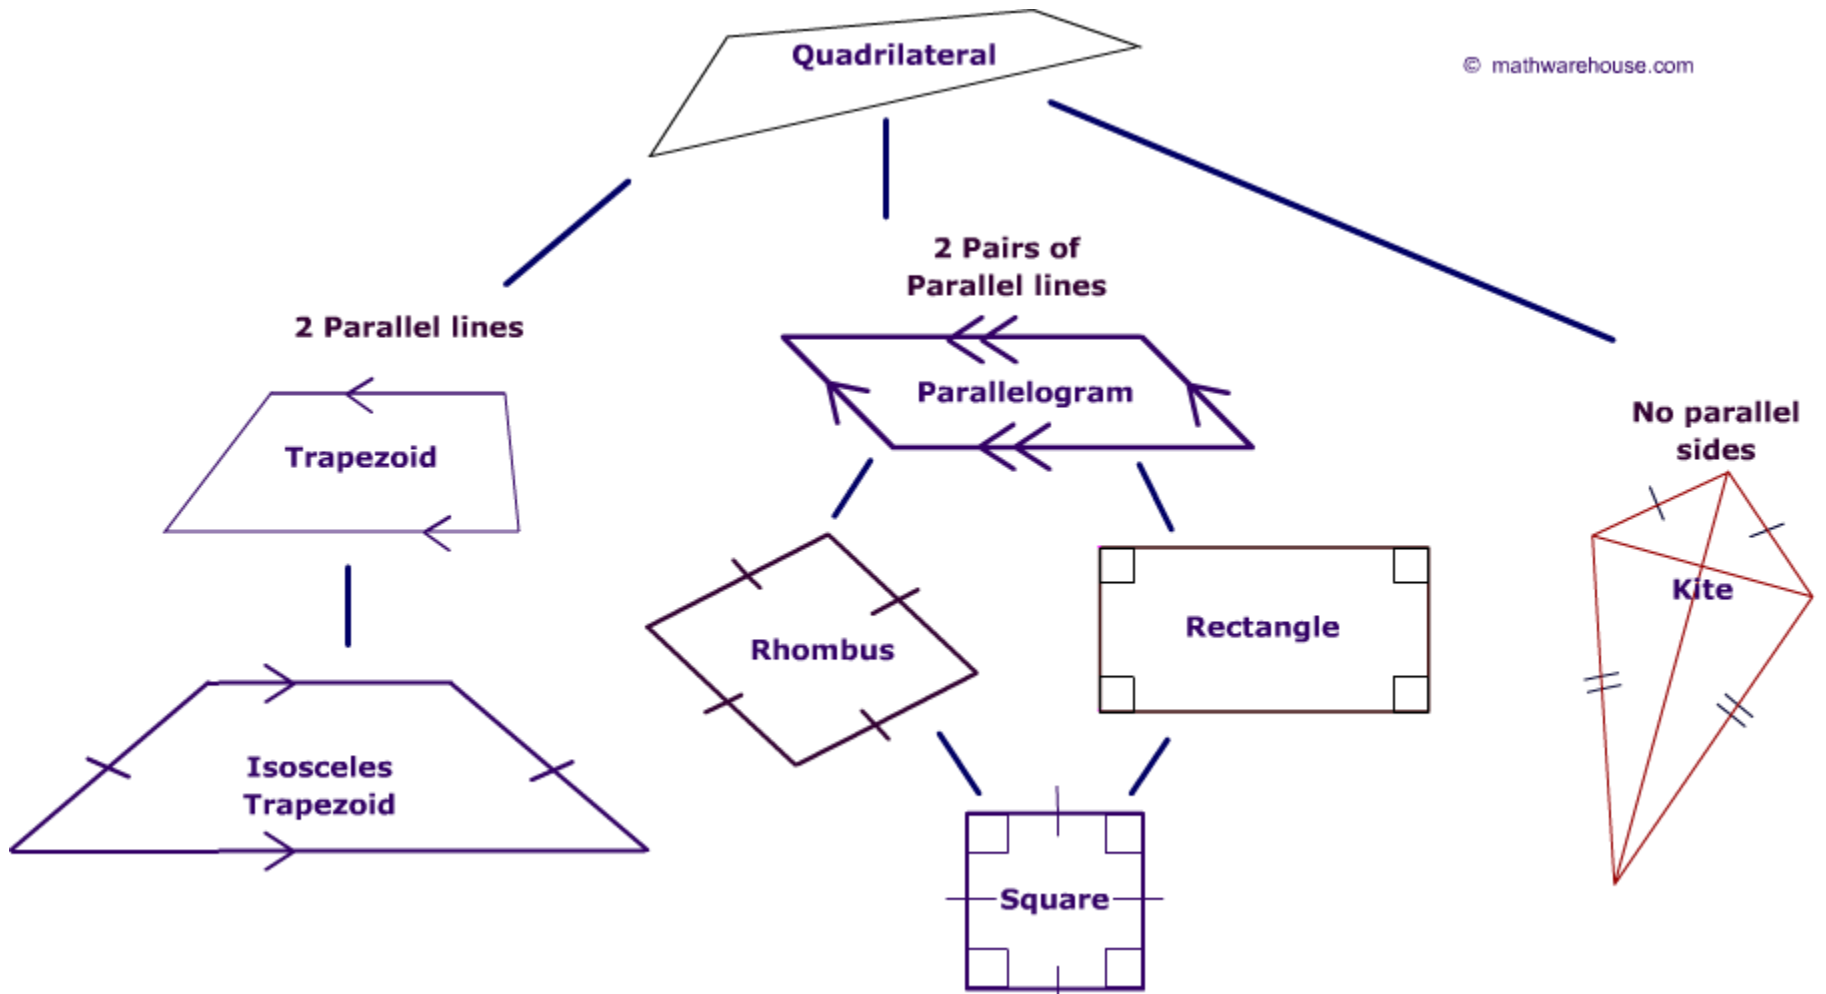 Quadrilateral
© mathwarehouse.com
2 Pairs of
Parallel lines
2 Parallel lines
Parallelogram
No parallel
sides
Trapezoid
Kite
Rhombus
Rectangle
Isosceles
Trapezoid
Square